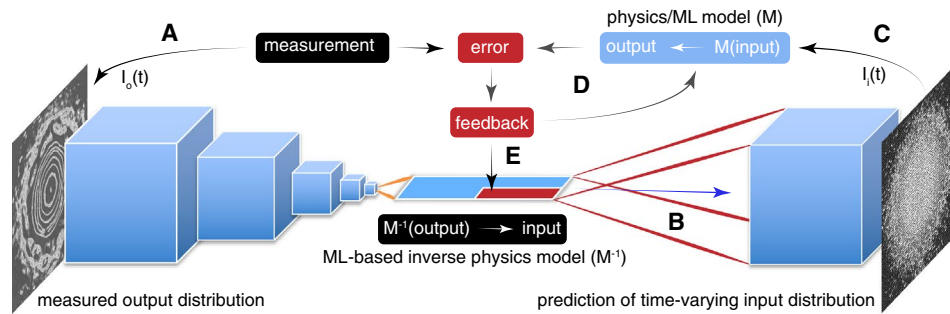 physics/ML model (M)
A
measurement
error
output
M(input)
C
Io(t)
Ii(t)
D
feedback
E
B
M-1(output)
input
ML-based inverse physics model (M-1)
measured output distribution
prediction of time-varying input distribution